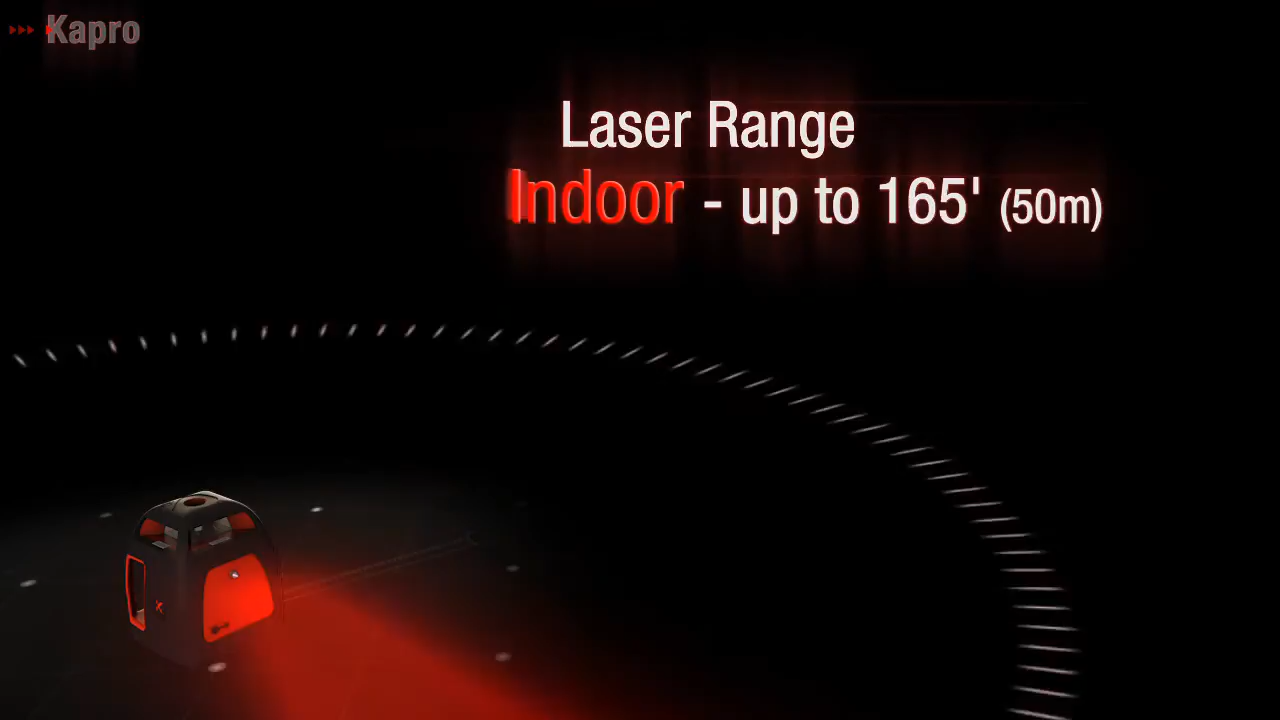 Kapro
Laser Range
Indoor - up to 165' (50m)